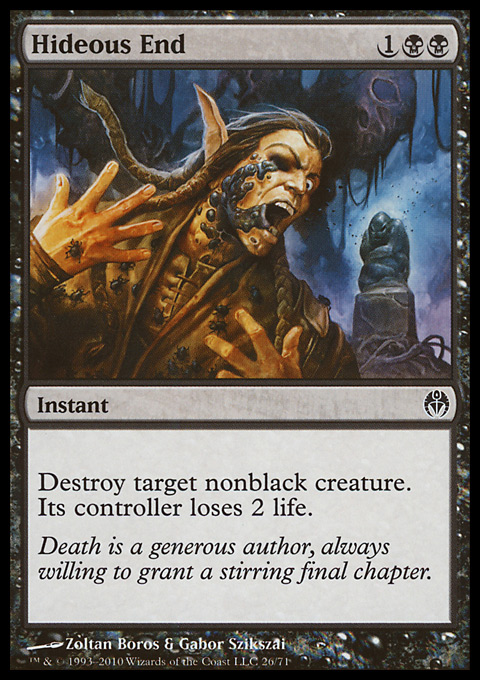 Hideous End 1
Instant
Destroy target nonblack creature.
Its controller loses 2 life.
Death is a generous author, always
willing to grant a stirring final chapter.
Zoltan Boros & Gabor Szikszai
™ & © 1993–2010 Wizards of the Coast LLC 26/71